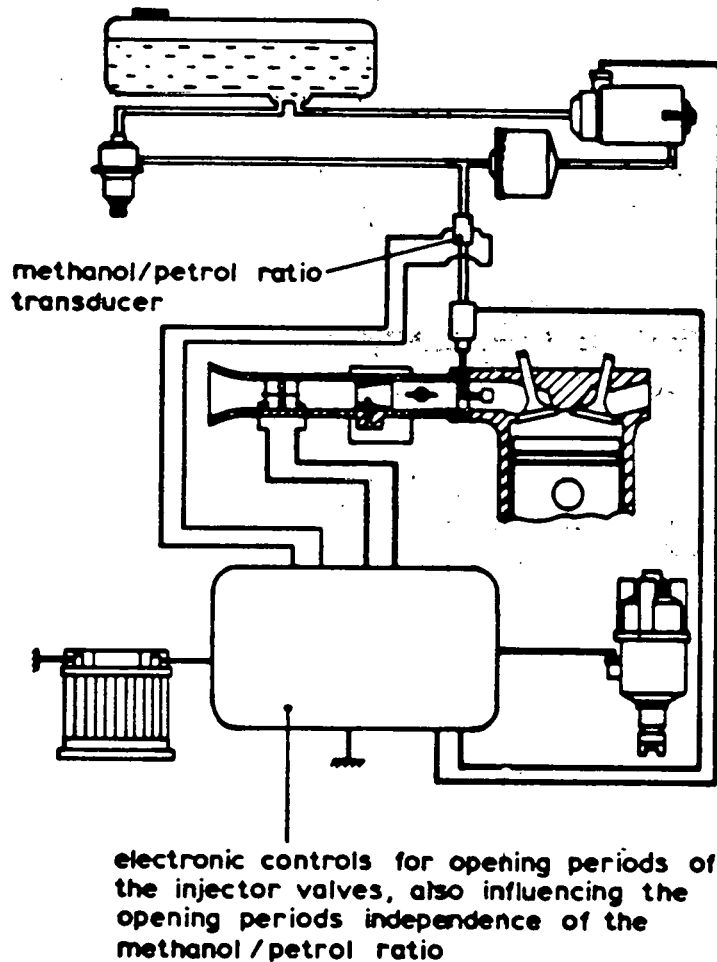 methanol/petrol ratio
transducer
electronic controls for opening periods of
the injector valves, also influencing the
opening periods independence of the
methanol/petrol ratio